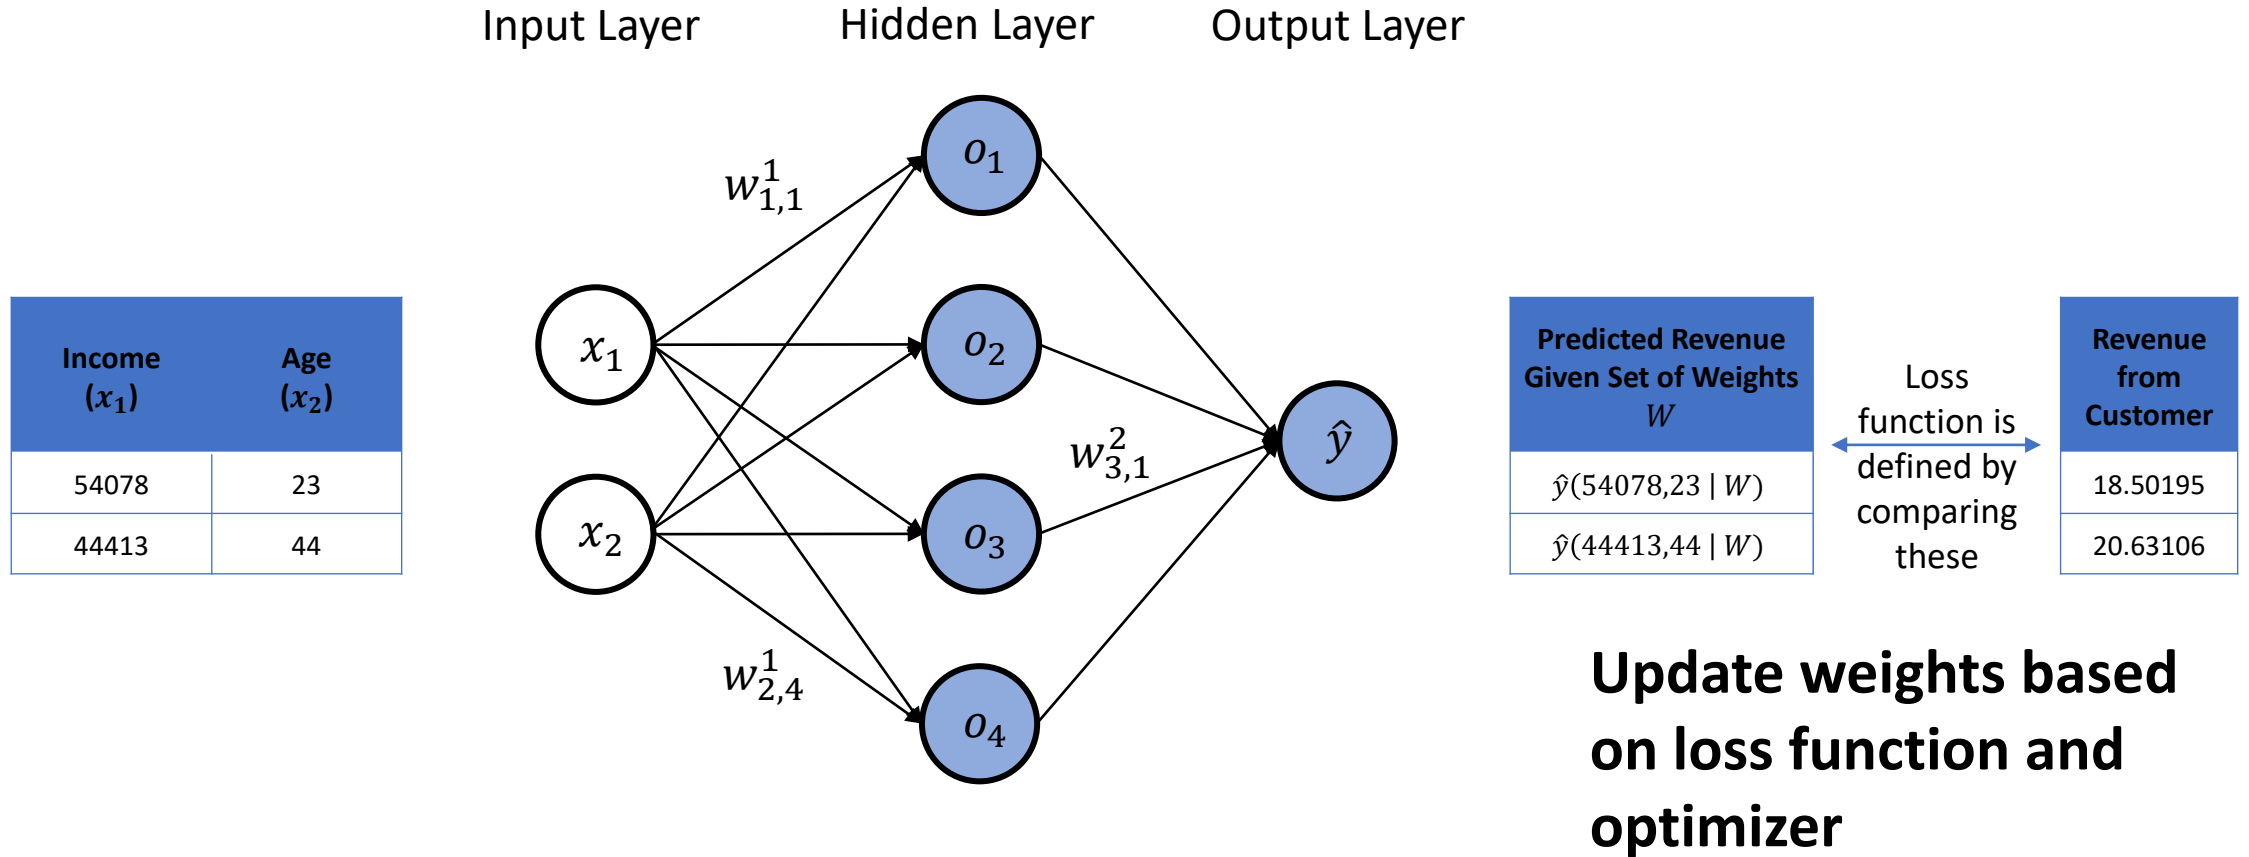 Input Layer
Hidden Layer
Output Layer
Income
(x₁)
Age
(x₂)
54078
23
44413
44
w¹₁,₁
w¹₂,₄
x₁
x₂
o₁
o₂
o₃
o₄
w²₃,₁
ŷ
Predicted Revenue
Given Set of Weights
W
ŷ(54078,23 | W)
ŷ(44413,44 | W)
Loss
function is
defined by
comparing
these
Revenue
from
Customer
18.50195
20.63106
Update weights based
on loss function and
optimizer